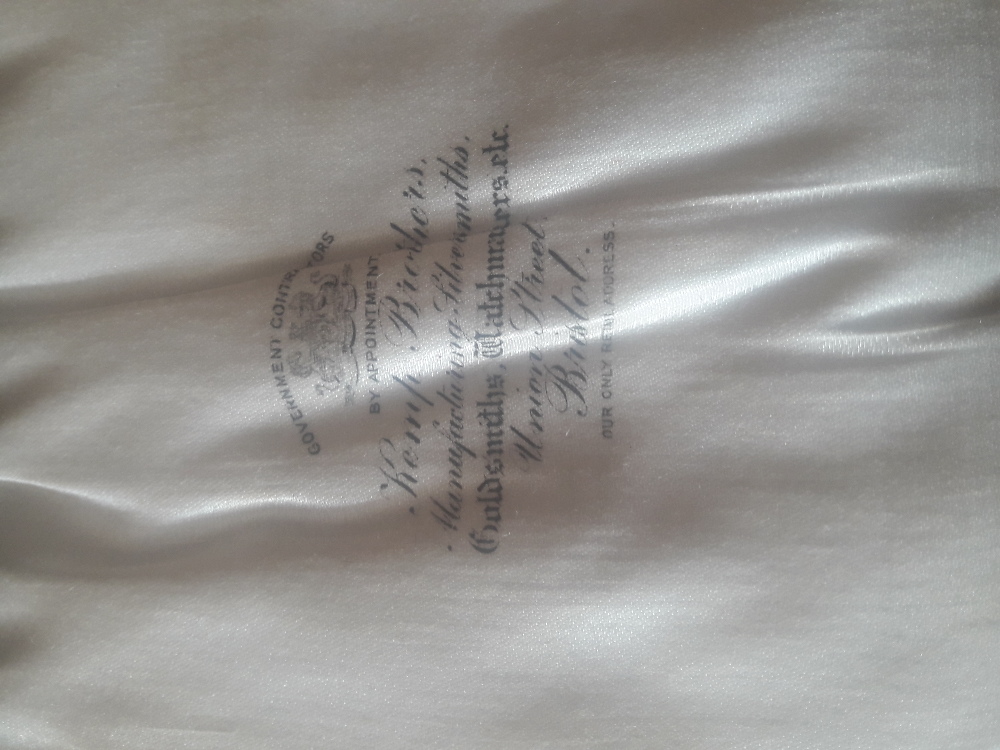 GOVERNMENT CONTRACTORS
BY APPOINTMENT
Kemp Brothers,
Manufacturing Silversmiths,
Goldsmiths, Watchmakers, etc.
Union Street
Bristol.
OUR ONLY RETAIL ADDRESS.